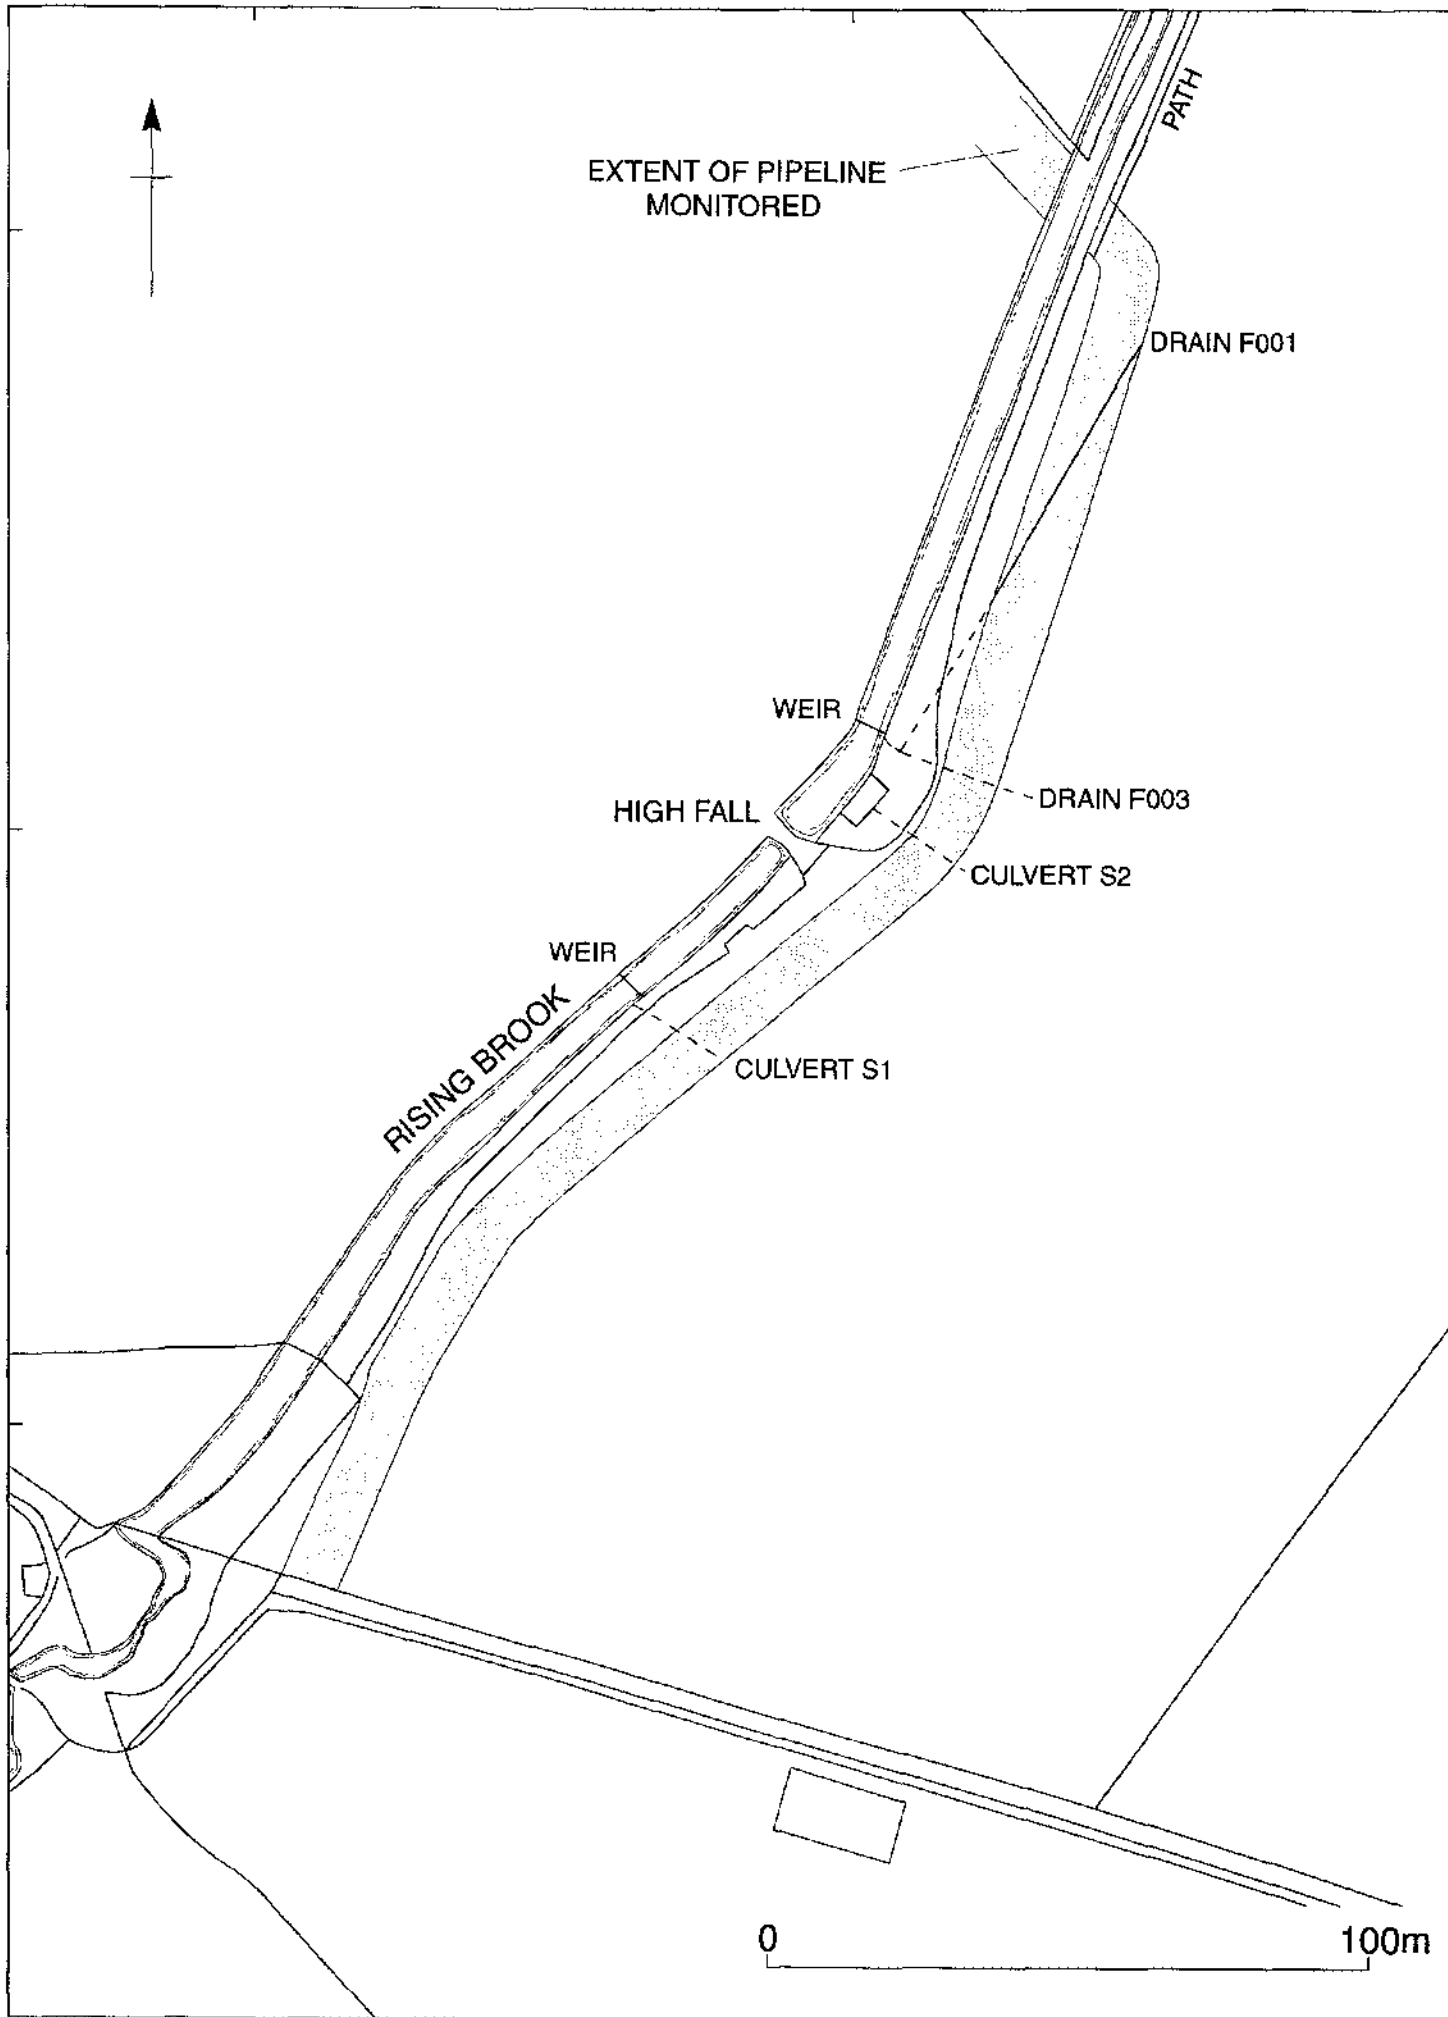 PATH
EXTENT OF PIPELINE
MONITORED
DRAIN F001
WEIR
DRAIN F003
HIGH FALL
CULVERT S2
WEIR
RISING BROOK
CULVERT S1
0 100m